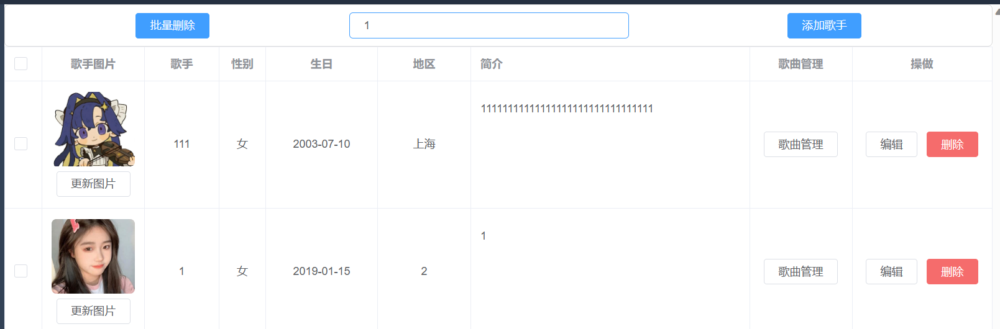 批量删除 1 添加歌手
歌手图片 歌手 性别 生日 地区 简介 歌曲管理 操做
11111111111111111111111111111111
111 女 2003-07-10 上海 歌曲管理 编辑 删除
更新图片
1
1 女 2019-01-15 2 歌曲管理 编辑 删除
更新图片